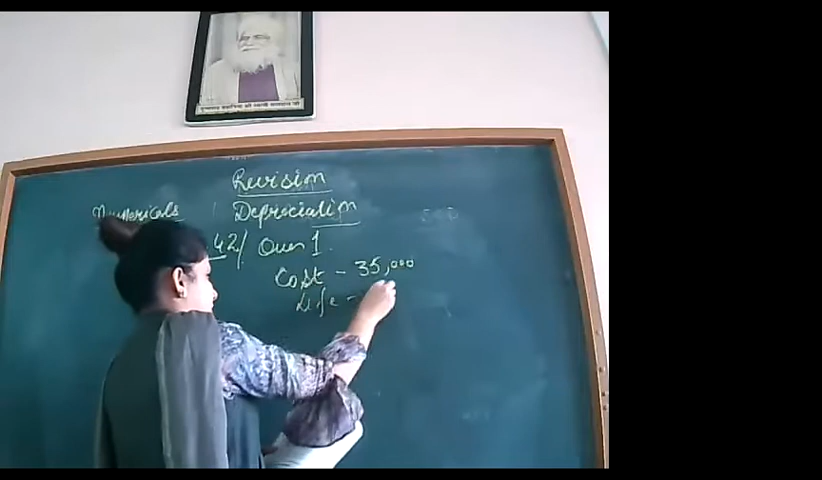 Revision
Numericals : Depreciation
42/ Ques 1.
Cost - 35,000
Life -